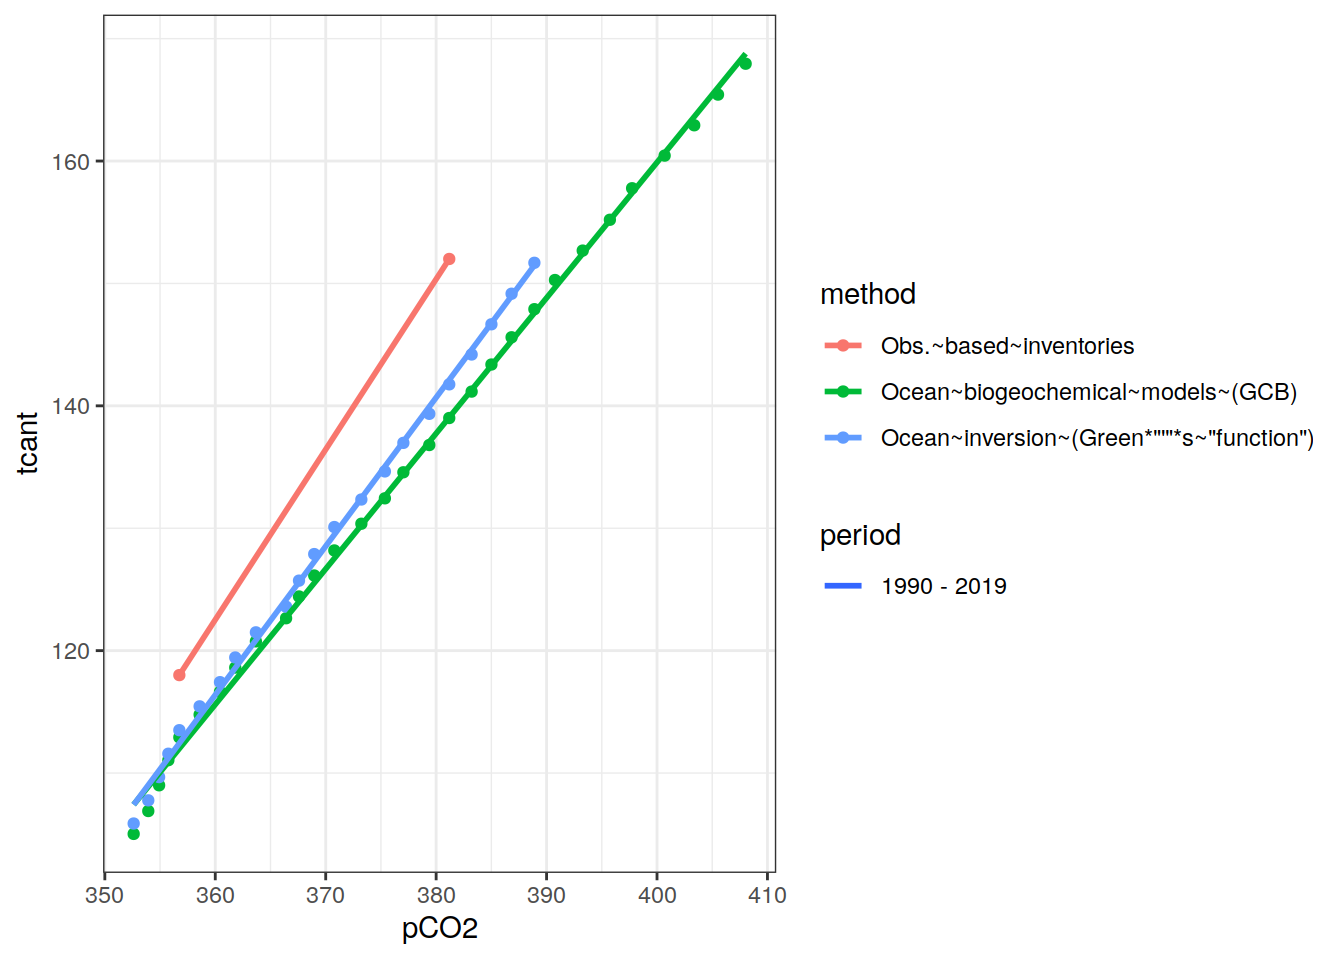 160
140
120
350 360 370 380 390 400 410
pCO2
tcant
method
Obs.~based~inventories
Ocean~biogeochemical~models~(GCB)
Ocean~inversion~(Green*"'"*s~"function")
period
1990 - 2019